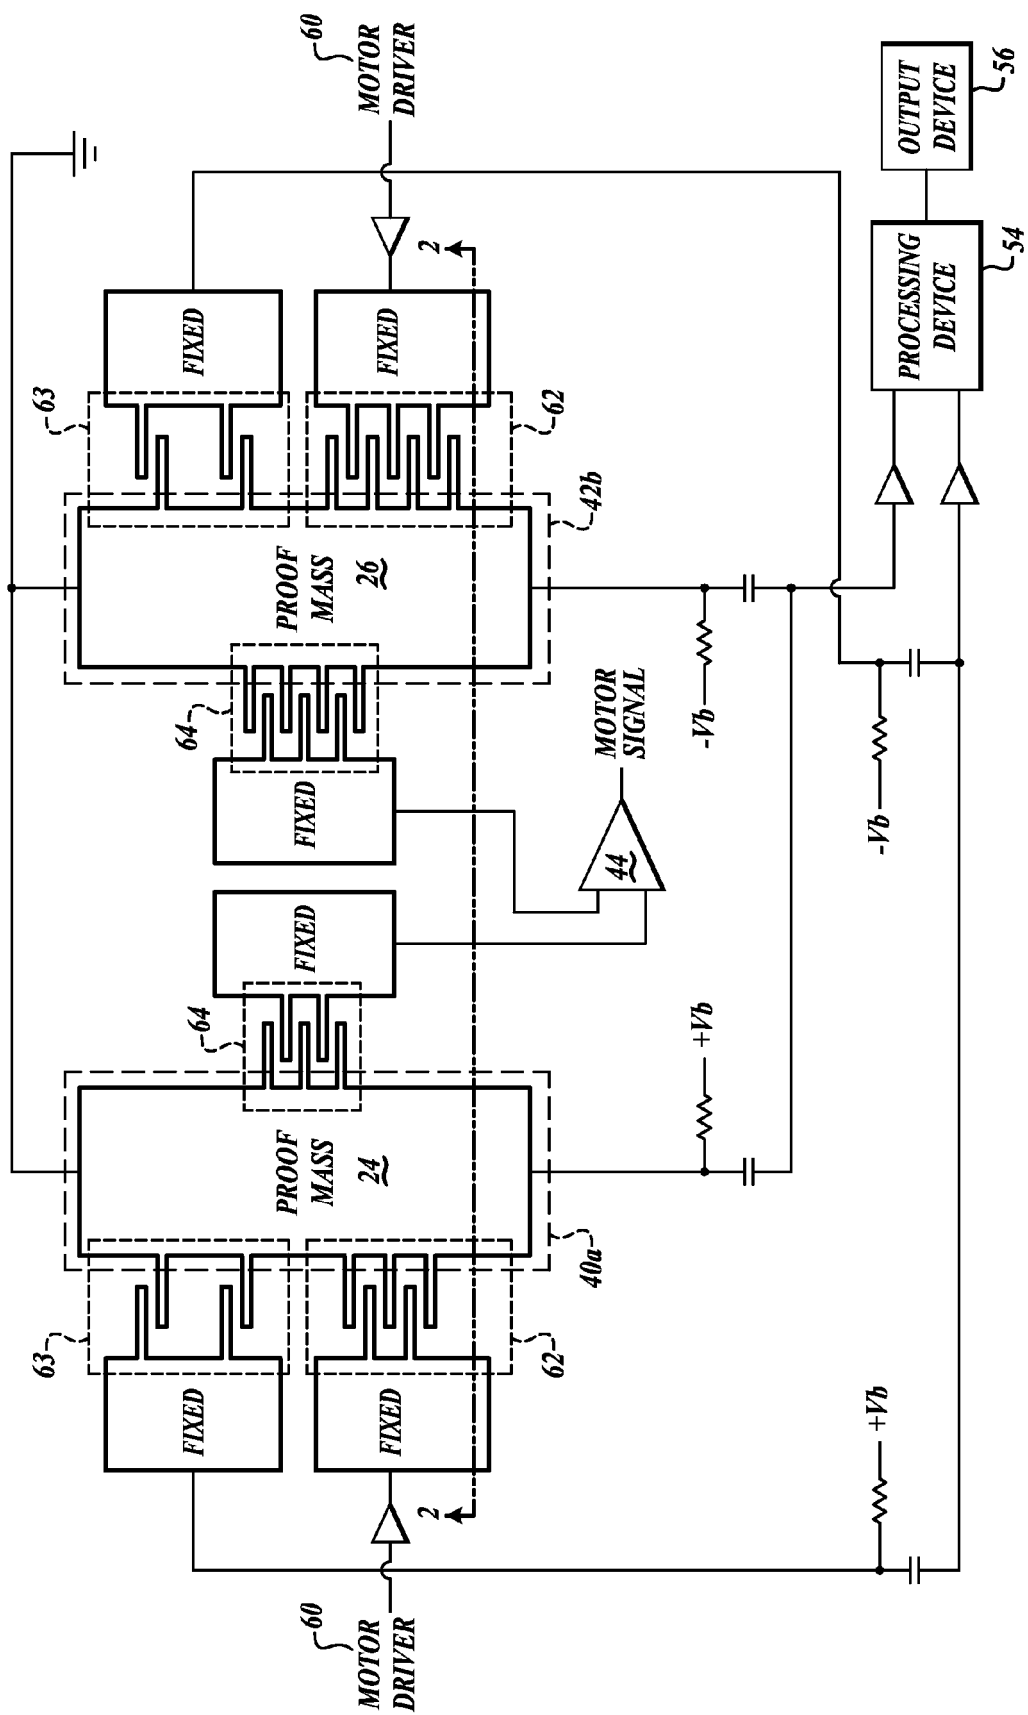 60
MOTOR
DRIVER
63
FIXED
FIXED
62
2
PROOF
MASS
24
40a
64
FIXED
44
MOTOR
SIGNAL
FIXED
64
PROOF
MASS
26
42b
63
FIXED
FIXED
62
2
60
MOTOR
DRIVER
+Vb
+Vb
-Vb
-Vb
PROCESSING
DEVICE
54
OUTPUT
DEVICE
56